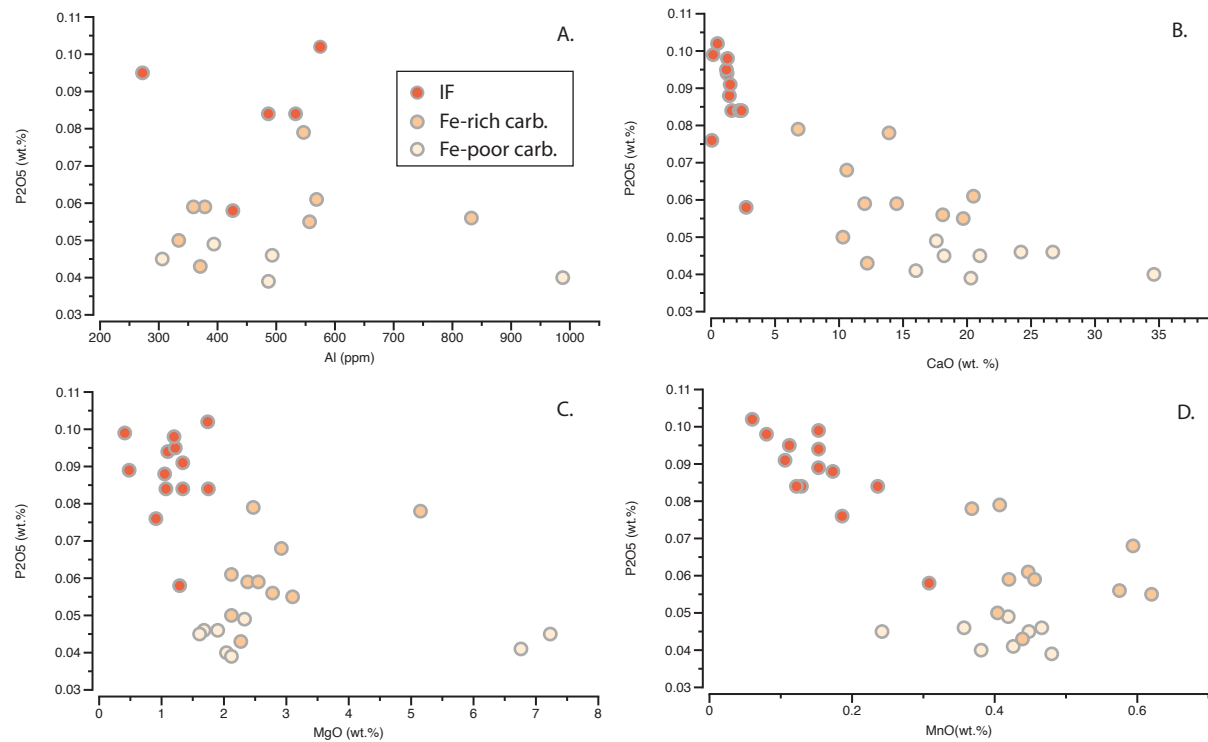 A.
0.11
0.10
0.09
0.08
0.07
0.06
0.05
0.04
0.03
P2O5 (wt.%)
IF
Fe-rich carb.
Fe-poor carb.
200 300 400 500 600 700 800 900 1000
Al (ppm)
B.
0.11
0.10
0.09
0.08
0.07
0.06
0.05
0.04
0.03
P2O5 (wt.%)
0 5 10 15 20 25 30 35
CaO (wt. %)
C.
0.11
0.10
0.09
0.08
0.07
0.06
0.05
0.04
0.03
P2O5 (wt.%)
0 1 2 3 4 5 6 7 8
MgO (wt.%)
D.
0.11
0.10
0.09
0.08
0.07
0.06
0.05
0.04
0.03
P2O5 (wt.%)
0 0.2 0.4 0.6
MnO(wt.%)